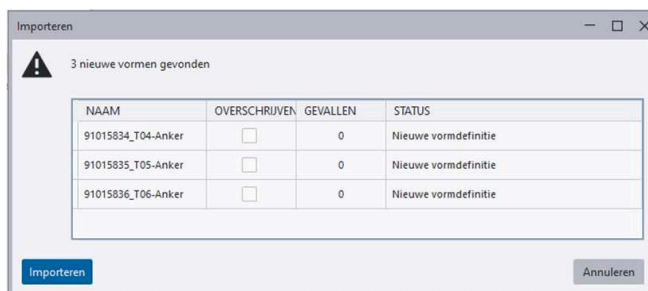 Importeren
3 nieuwe vormen gevonden
NAAM OVERSCHRIJVEN GEVALLEN STATUS
91015834_T04-Anker 0 Nieuwe vormdefinitie
91015835_T05-Anker 0 Nieuwe vormdefinitie
91015836_T06-Anker 0 Nieuwe vormdefinitie
Importeren Annuleren